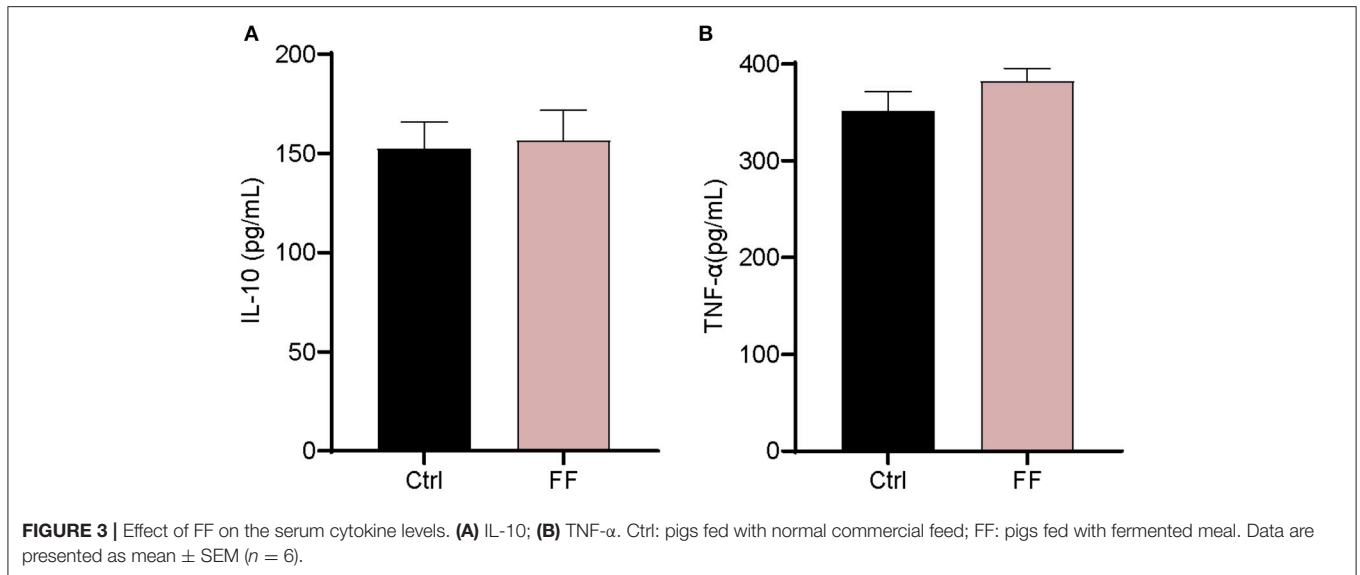 A
200
150
100
50
0
IL-10 (pg/mL)
Ctrl FF
B
400
300
200
100
0
TNF-α(pg/mL)
Ctrl FF
FIGURE 3 | Effect of FF on the serum cytokine levels. (A) IL-10; (B) TNF-α. Ctrl: pigs fed with normal commercial feed; FF: pigs fed with fermented meal. Data are
presented as mean ± SEM (n = 6).